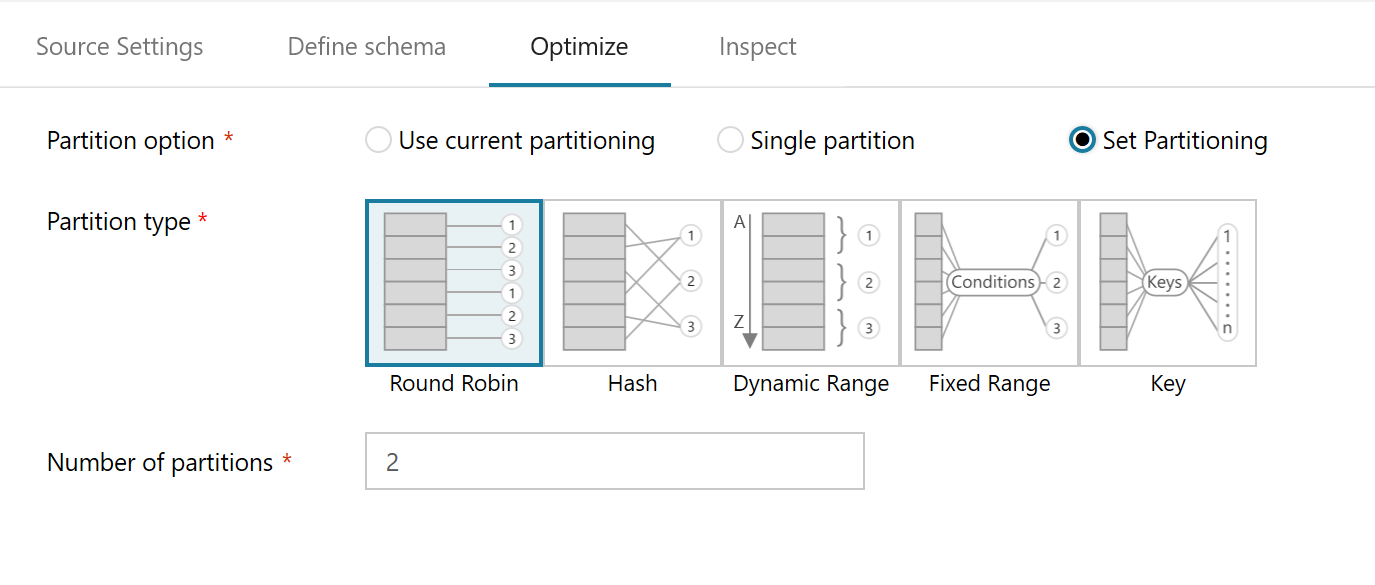 Source Settings Define schema Optimize Inspect
Partition option * Use current partitioning Single partition Set Partitioning
Partition type *
1 2 3 1 2 3
1 2 3
A Z 1 2 3
Conditions 1 2 3
Keys 1 n
Round Robin Hash Dynamic Range Fixed Range Key
Number of partitions * 2